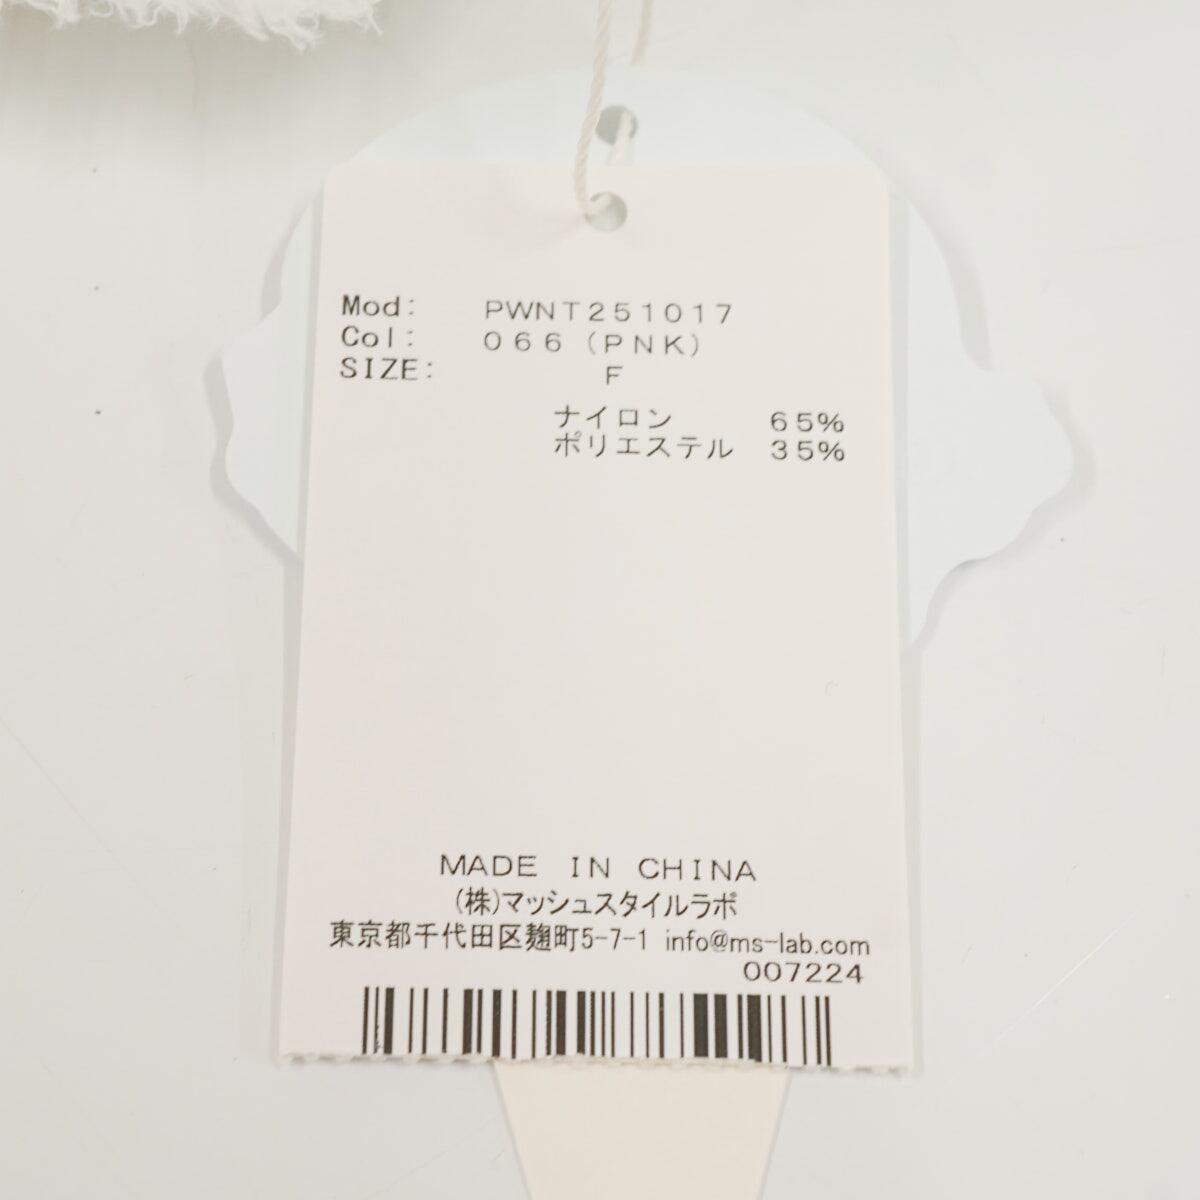 Mod: PWNT251017
Col: 066(PNK)
SIZE: F
ナイロン 65%
ポリエステル 35%
MADE IN CHINA
(株)マッシュスタイルラボ
東京都千代田区麹町5-7-1 info@ms-lab.com
007224